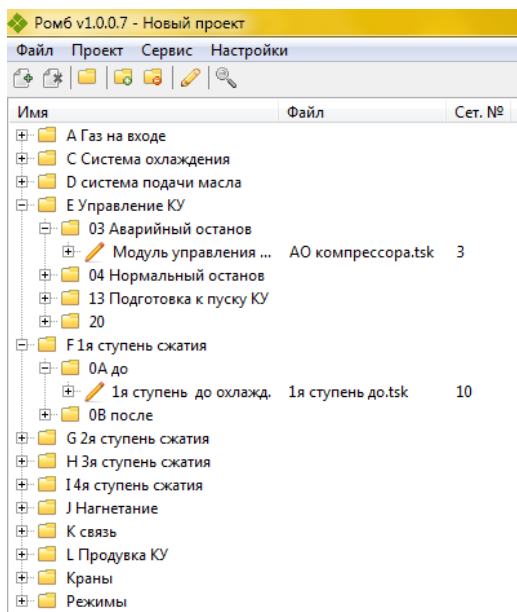 Ромб v1.0.0.7 - Новый проект
Файл Проект Сервис Настройки
Имя Файл Сет. №
A Газ на входе
C Система охлаждения
D система подачи масла
E Управление КУ
03 Аварийный останов
Модуль управления ... АО компрессора.tsk 3
04 Нормальный останов
13 Подготовка к пуску КУ
20
F 1я ступень сжатия
0A до
1я ступень до охлажд. 1я ступень до.tsk 10
0B после
G 2я ступень сжатия
H 3я ступень сжатия
I 4я ступень сжатия
J Нагнетание
K связь
L Продувка КУ
Краны
Режимы